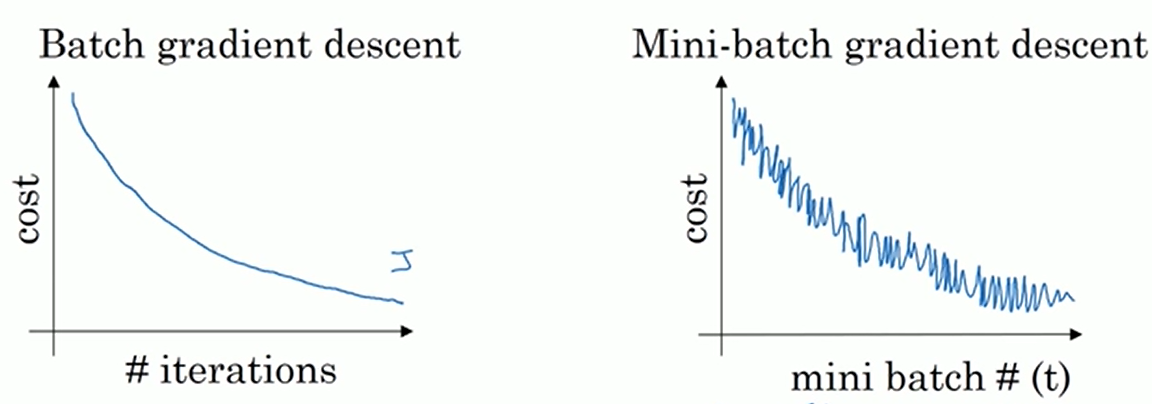 Batch gradient descent
cost
J
# iterations
Mini-batch gradient descent
cost
mini batch # (t)